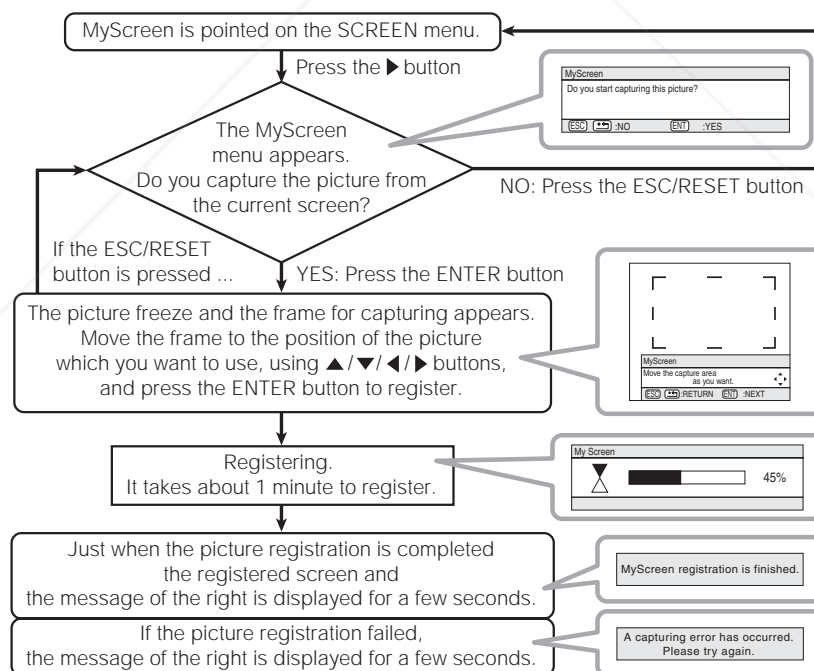 MyScreen is pointed on the SCREEN menu.
Press the ▶ button
MyScreen
Do you start capturing this picture?
ESC :NO ENT :YES
The MyScreen
menu appears.
Do you capture the picture from
the current screen?
NO: Press the ESC/RESET button
If the ESC/RESET
button is pressed ...
YES: Press the ENTER button
The picture freeze and the frame for capturing appears.
Move the frame to the position of the picture
which you want to use, using ▲/▼/◀/▶ buttons,
and press the ENTER button to register.
MyScreen
Move the capture area
as you want.
ESC :RETURN ENT :NEXT
Registering.
It takes about 1 minute to register.
My Screen
45%
Just when the picture registration is completed
the registered screen and
the message of the right is displayed for a few seconds.
MyScreen registration is finished.
If the picture registration failed,
the message of the right is displayed for a few seconds.
A capturing error has occurred.
Please try again.